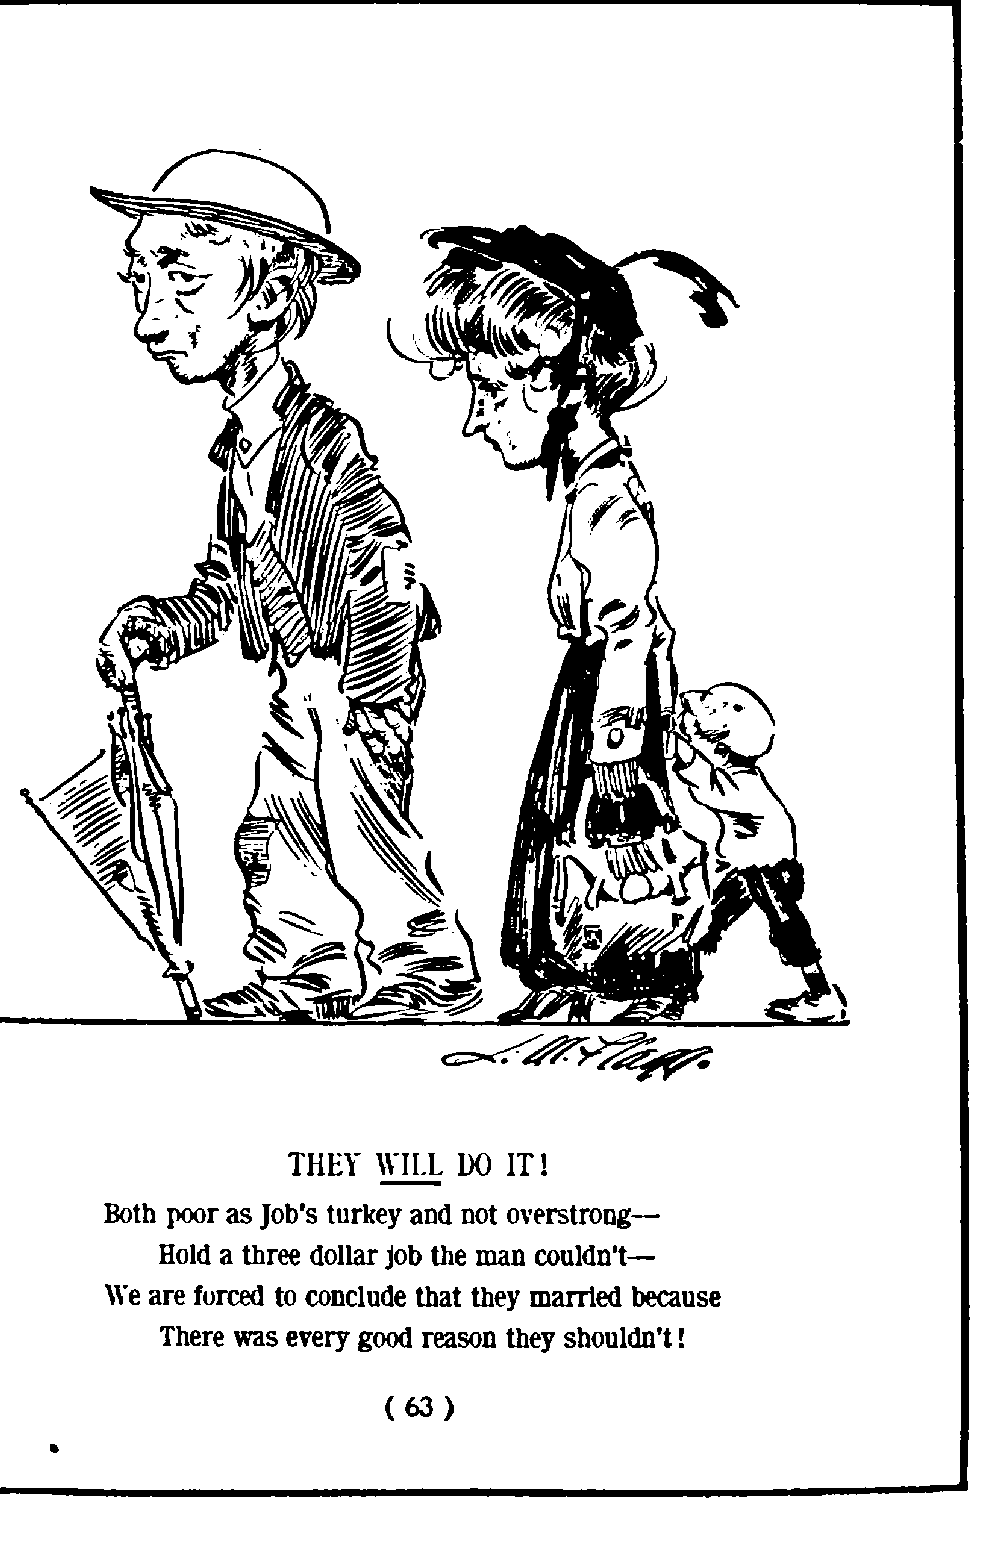 J. M. Flagg.
THEY WILL DO IT!
Both poor as Job's turkey and not overstrong—
Hold a three dollar job the man couldn't—
We are forced to conclude that they married because
There was every good reason they shouldn't!
( 63 )